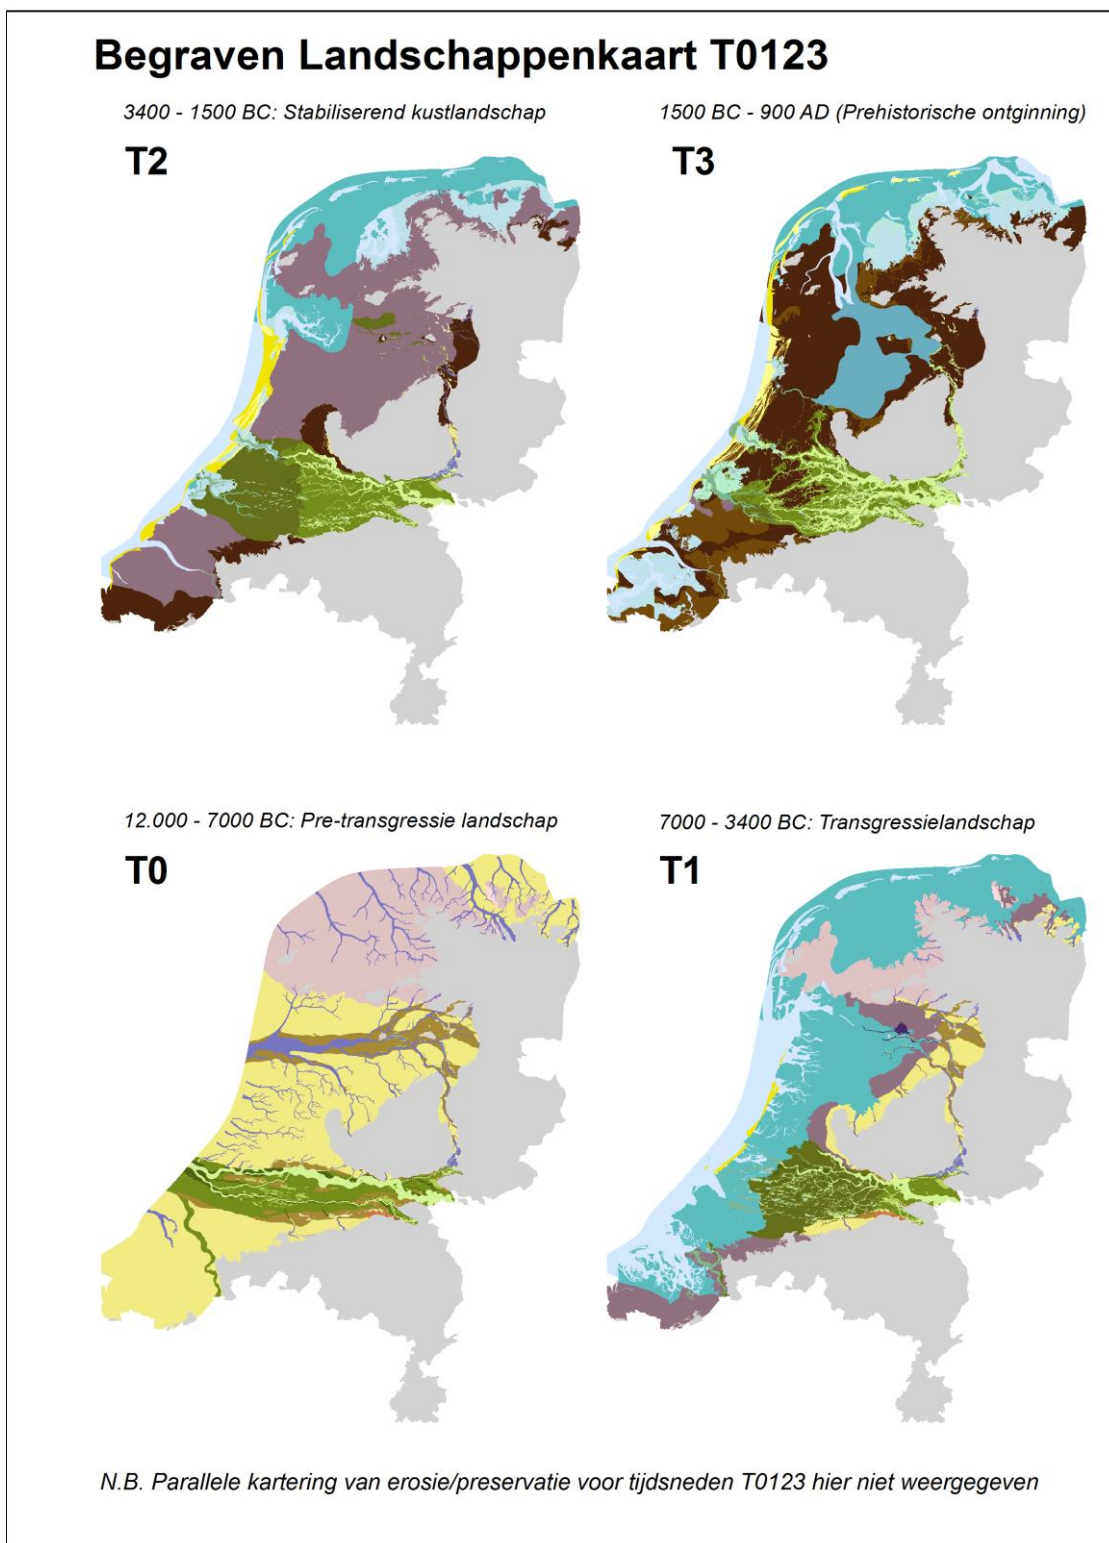 Begraven Landschappenkaart T0123
3400 - 1500 BC: Stabiliserend kustlandschap
T2
1500 BC - 900 AD (Prehistorische ontginning)
T3
12.000 - 7000 BC: Pre-transgressie landschap
T0
7000 - 3400 BC: Transgressielandschap
T1
N.B. Parallele kartering van erosie/preservatie voor tijdsneden T0123 hier niet weergegeven